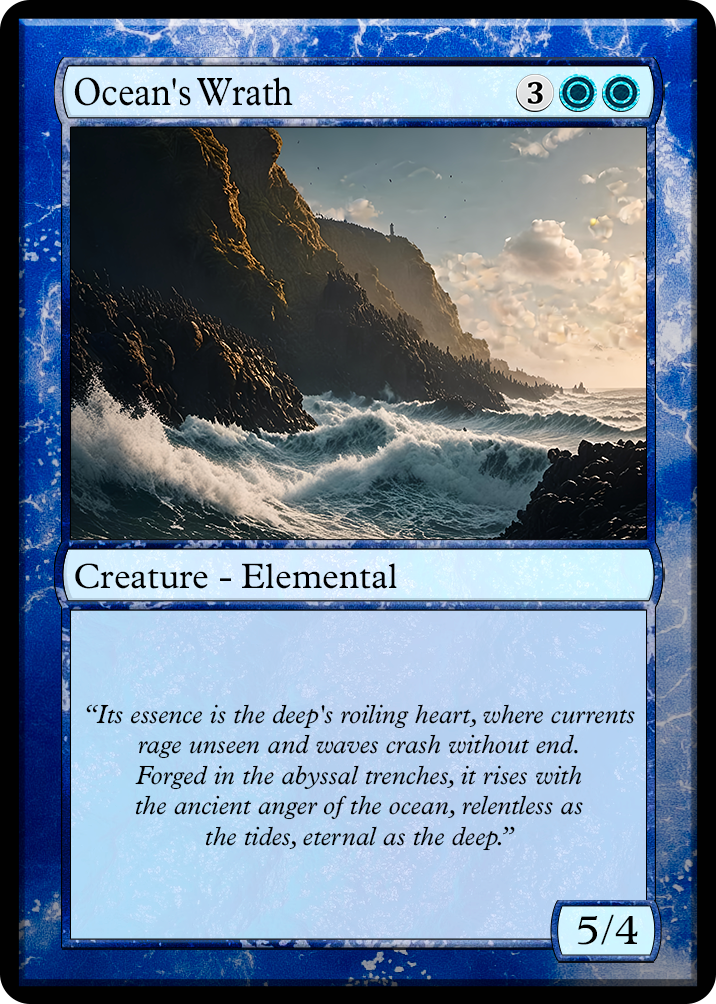 Ocean's Wrath 3
Creature - Elemental
“Its essence is the deep's roiling heart, where currents
rage unseen and waves crash without end.
Forged in the abyssal trenches, it rises with
the ancient anger of the ocean, relentless as
the tides, eternal as the deep.”
5/4